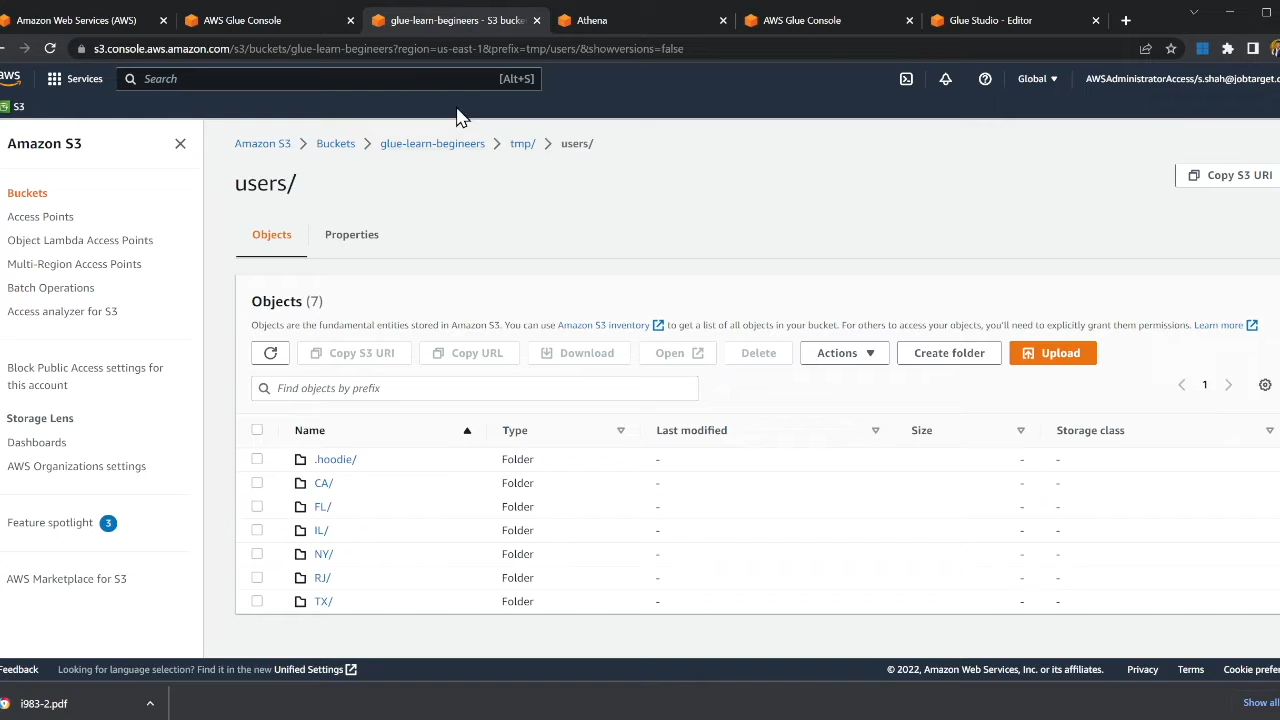 Amazon Web Services (AWS)
AWS Glue Console
glue-learn-begineers - S3 bucke
Athena
AWS Glue Console
Glue Studio - Editor
s3.console.aws.amazon.com/s3/buckets/glue-learn-begineers?region=us-east-1&prefix=tmp/users/&showversions=false
aws
Services
Search
[Alt+S]
Global
AWSAdministratorAccess/s.shah@jobtarget.c
S3
Amazon S3
Buckets
Access Points
Object Lambda Access Points
Multi-Region Access Points
Batch Operations
Access analyzer for S3
Block Public Access settings for
this account
Storage Lens
Dashboards
AWS Organizations settings
Feature spotlight 3
AWS Marketplace for S3
Amazon S3 > Buckets > glue-learn-begineers > tmp/ > users/
users/
Copy S3 URI
Objects
Properties
Objects (7)
Objects are the fundamental entities stored in Amazon S3. You can use Amazon S3 inventory to get a list of all objects in your bucket. For others to access your objects, you'll need to explicitly grant them permissions. Learn more
Copy S3 URI
Copy URL
Download
Open
Delete
Actions
Create folder
Upload
Find objects by prefix
1
Name Type Last modified Size Storage class
.hoodie/ Folder - - -
CA/ Folder - - -
FL/ Folder - - -
IL/ Folder - - -
NY/ Folder - - -
RJ/ Folder - - -
TX/ Folder - - -
Feedback
Looking for language selection? Find it in the new Unified Settings
© 2022, Amazon Web Services, Inc. or its affiliates.
Privacy
Terms
Cookie prefer
i983-2.pdf
Show all